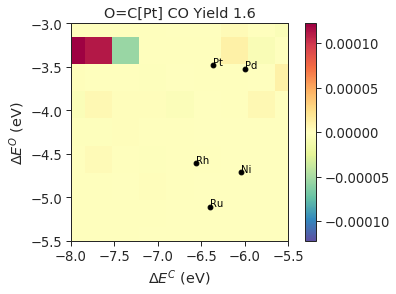 O=C[Pt] CO Yield 1.6
−3.0
−3.5
−4.0
−4.5
−5.0
−5.5
ΔE^O (eV)
Pt
Pd
Rh
Ni
Ru
−8.0 −7.5 −7.0 −6.5 −6.0 −5.5
ΔE^C (eV)
0.00010
0.00005
0.00000
−0.00005
−0.00010